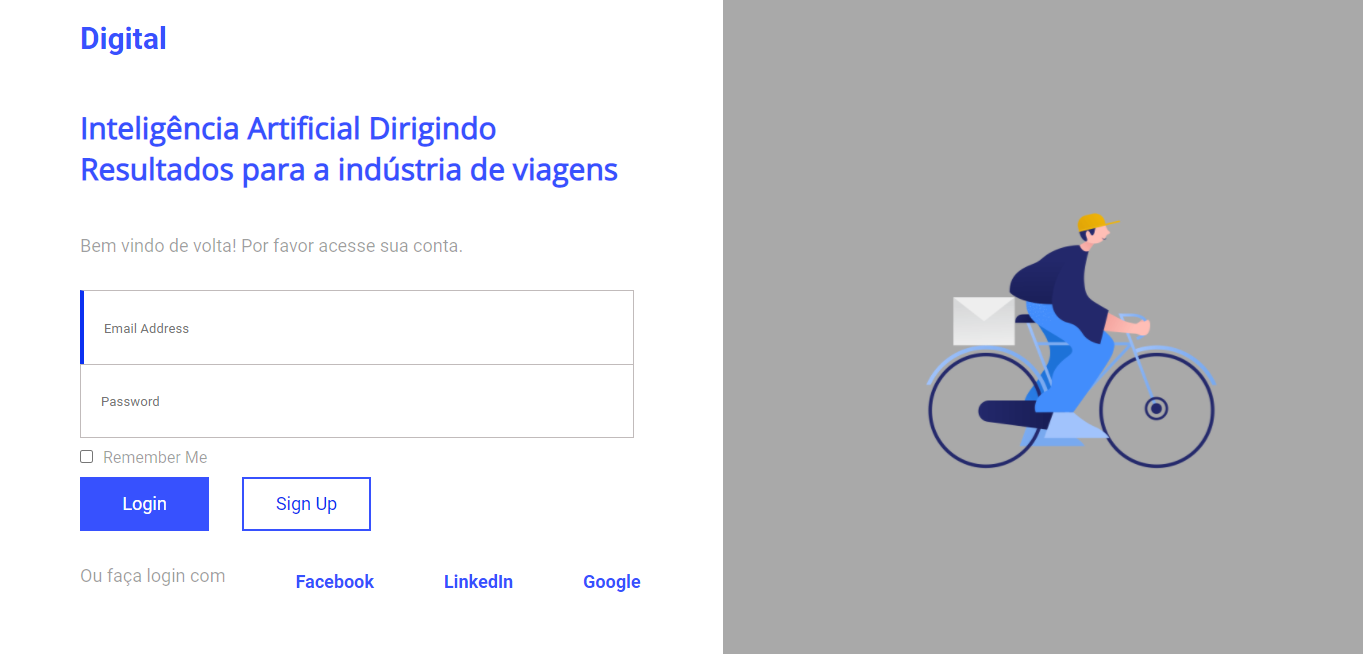 Digital
Inteligência Artificial Dirigindo
Resultados para a indústria de viagens
Bem vindo de volta! Por favor acesse sua conta.
Email Address
Password
Remember Me
Login Sign Up
Ou faça login com Facebook LinkedIn Google